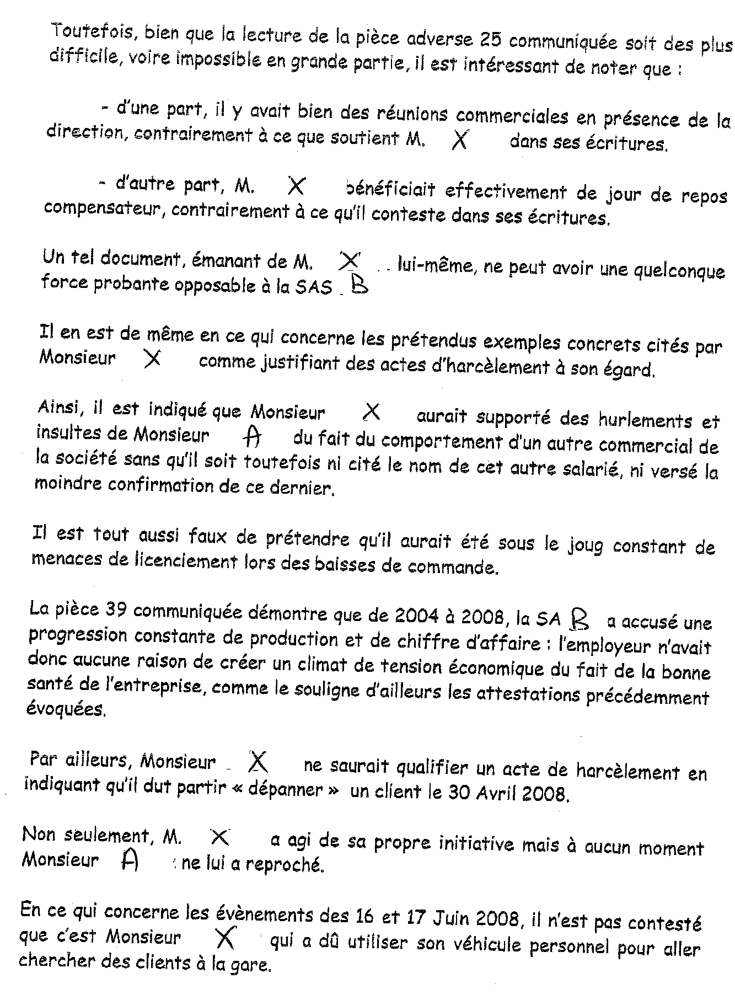 Toutefois, bien que la lecture de la pièce adverse 25 communiquée soit des plus
difficile, voire impossible en grande partie, il est intéressant de noter que :
- d'une part, il y avait bien des réunions commerciales en présence de la
direction, contrairement à ce que soutient M. X dans ses écritures.
- d'autre part, M. X bénéficiait effectivement de jour de repos
compensateur, contrairement à ce qu'il conteste dans ses écritures.
Un tel document, émanant de M. X lui-même, ne peut avoir une quelconque
force probante opposable à la SAS B
Il en est de même en ce qui concerne les prétendus exemples concrets cités par
Monsieur X comme justifiant des actes d'harcèlement à son égard.
Ainsi, il est indiqué que Monsieur X aurait supporté des hurlements et
insultes de Monsieur A du fait du comportement d'un autre commercial de
la société sans qu'il soit toutefois ni cité le nom de cet autre salarié, ni versé la
moindre confirmation de ce dernier.
Il est tout aussi faux de prétendre qu'il aurait été sous le joug constant de
menaces de licenciement lors des baisses de commande.
La pièce 39 communiquée démontre que de 2004 à 2008, la SA B a accusé une
progression constante de production et de chiffre d'affaire : l'employeur n'avait
donc aucune raison de créer un climat de tension économique du fait de la bonne
santé de l'entreprise, comme le souligne d'ailleurs les attestations précédemment
évoquées.
Par ailleurs, Monsieur X ne saurait qualifier un acte de harcèlement en
indiquant qu'il dut partir « dépanner » un client le 30 Avril 2008.
Non seulement, M. X a agi de sa propre initiative mais à aucun moment
Monsieur A ne lui a reproché.
En ce qui concerne les évènements des 16 et 17 Juin 2008, il n'est pas contesté
que c'est Monsieur X qui a dû utiliser son véhicule personnel pour aller
chercher des clients à la gare.